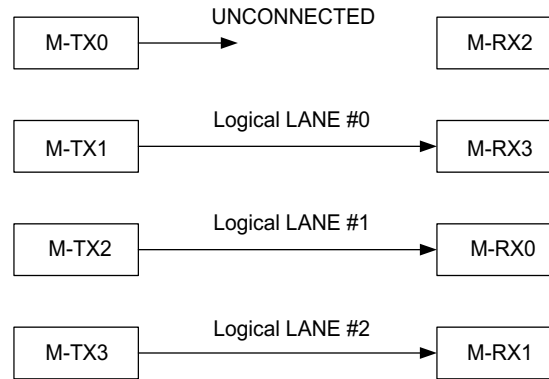 UNCONNECTED
M-TX0
M-RX2
Logical LANE #0
M-TX1
M-RX3
Logical LANE #1
M-TX2
M-RX0
Logical LANE #2
M-TX3
M-RX1